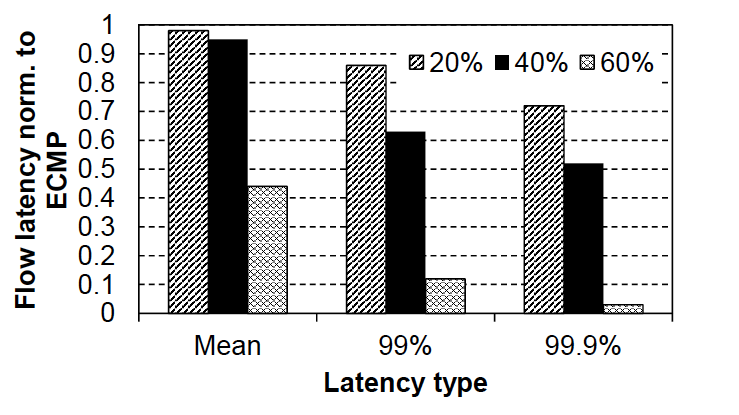 Flow latency norm. to
ECMP
1
0.9
0.8
0.7
0.6
0.5
0.4
0.3
0.2
0.1
0
20% 40% 60%
Mean 99% 99.9%
Latency type